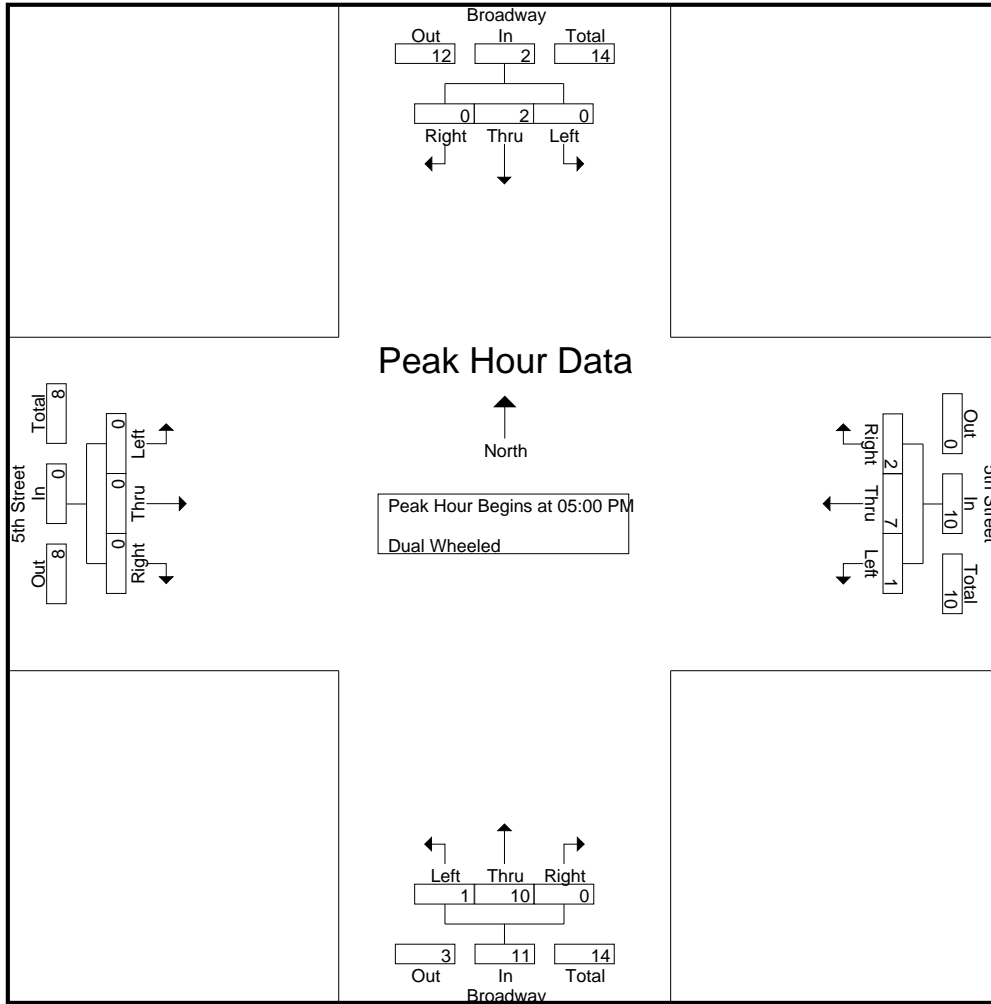 Broadway
Out In Total
12 2 14
0 2 0
Right Thru Left
Peak Hour Data
North
Peak Hour Begins at 05:00 PM
Dual Wheeled
5th Street
Out In Total
8 0 8
0 0 0
Right Thru Left
5th Street
Out In Total
0 10 10
2 7 1
Right Thru Left
Left Thru Right
1 10 0
3 11 14
Out In Total
Broadway